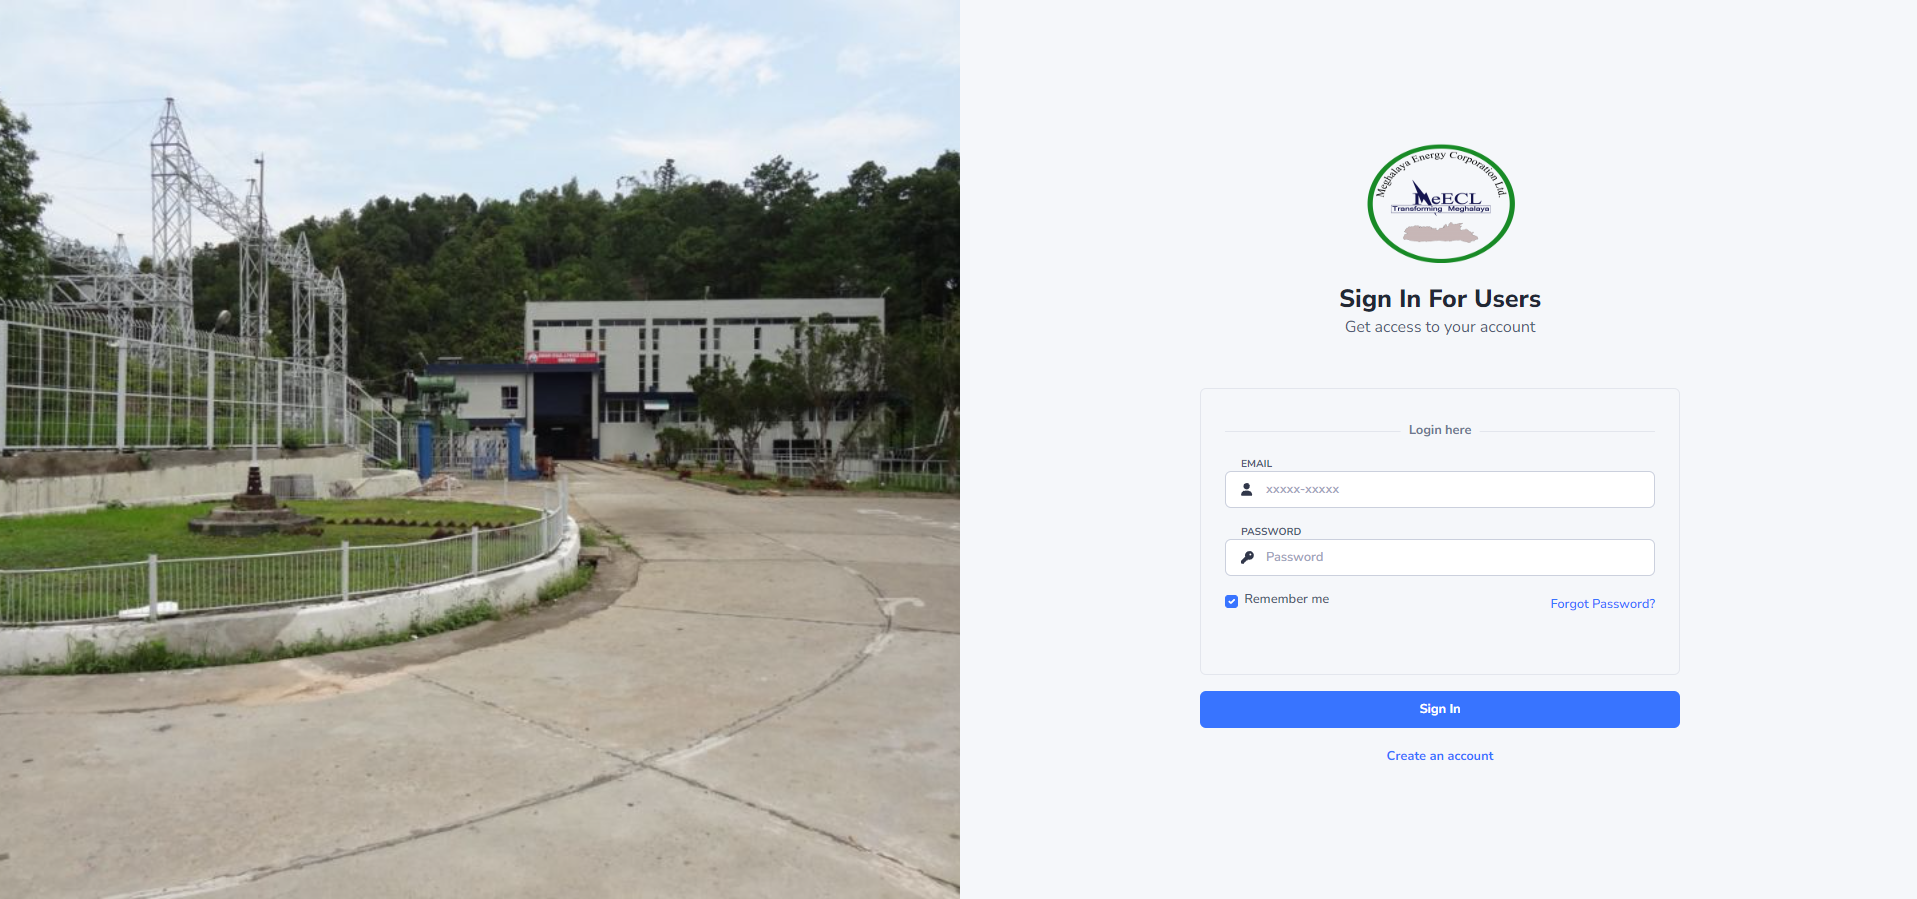 Meghalaya Energy Corporation Ltd.
MeECL
Transforming Meghalaya
Sign In For Users
Get access to your account
Login here
EMAIL
xxxxx-xxxxx
PASSWORD
Password
Remember me
Forgot Password?
Sign In
Create an account